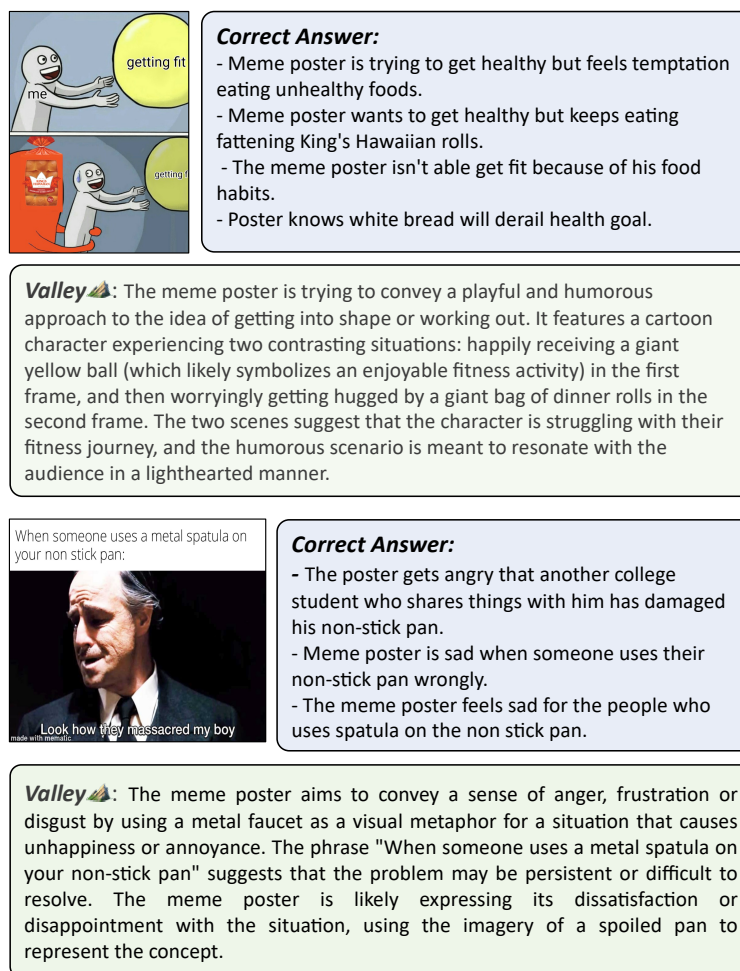 getting fit
me
getting f
Correct Answer:
- Meme poster is trying to get healthy but feels temptation
eating unhealthy foods.
- Meme poster wants to get healthy but keeps eating
fattening King's Hawaiian rolls.
- The meme poster isn't able get fit because of his food
habits.
- Poster knows white bread will derail health goal.
Valley: The meme poster is trying to convey a playful and humorous
approach to the idea of getting into shape or working out. It features a cartoon
character experiencing two contrasting situations: happily receiving a giant
yellow ball (which likely symbolizes an enjoyable fitness activity) in the first
frame, and then worryingly getting hugged by a giant bag of dinner rolls in the
second frame. The two scenes suggest that the character is struggling with their
fitness journey, and the humorous scenario is meant to resonate with the
audience in a lighthearted manner.
When someone uses a metal spatula on
your non stick pan:
Look how they massacred my boy
made with mematic
Correct Answer:
- The poster gets angry that another college
student who shares things with him has damaged
his non-stick pan.
- Meme poster is sad when someone uses their
non-stick pan wrongly.
- The meme poster feels sad for the people who
uses spatula on the non stick pan.
Valley: The meme poster aims to convey a sense of anger, frustration or
disgust by using a metal faucet as a visual metaphor for a situation that causes
unhappiness or annoyance. The phrase "When someone uses a metal spatula on
your non-stick pan" suggests that the problem may be persistent or difficult to
resolve. The meme poster is likely expressing its dissatisfaction or
disappointment with the situation, using the imagery of a spoiled pan to
represent the concept.